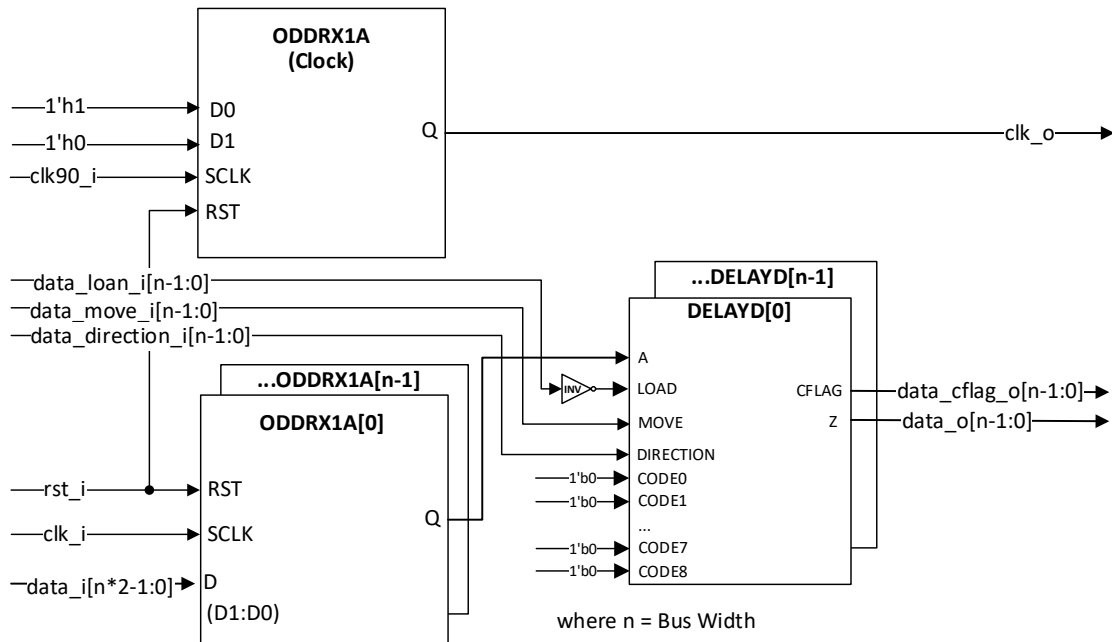 ODDRX1A
(Clock)
1'h1
D0
1'h0
D1
Q
clk_o
clk90_i
SCLK
RST
data_loan_i[n-1:0]
data_move_i[n-1:0]
data_direction_i[n-1:0]
...DELAYD[n-1]
DELAYD[0]
A
INV
LOAD
CFLAG
data_cflag_o[n-1:0]
MOVE
Z
data_o[n-1:0]
DIRECTION
1'b0
CODE0
1'b0
CODE1
...
1'b0
CODE7
1'b0
CODE8
...ODDRX1A[n-1]
ODDRX1A[0]
rst_i
RST
Q
clk_i
SCLK
data_i[n*2-1:0]
D
(D1:D0)
where n = Bus Width